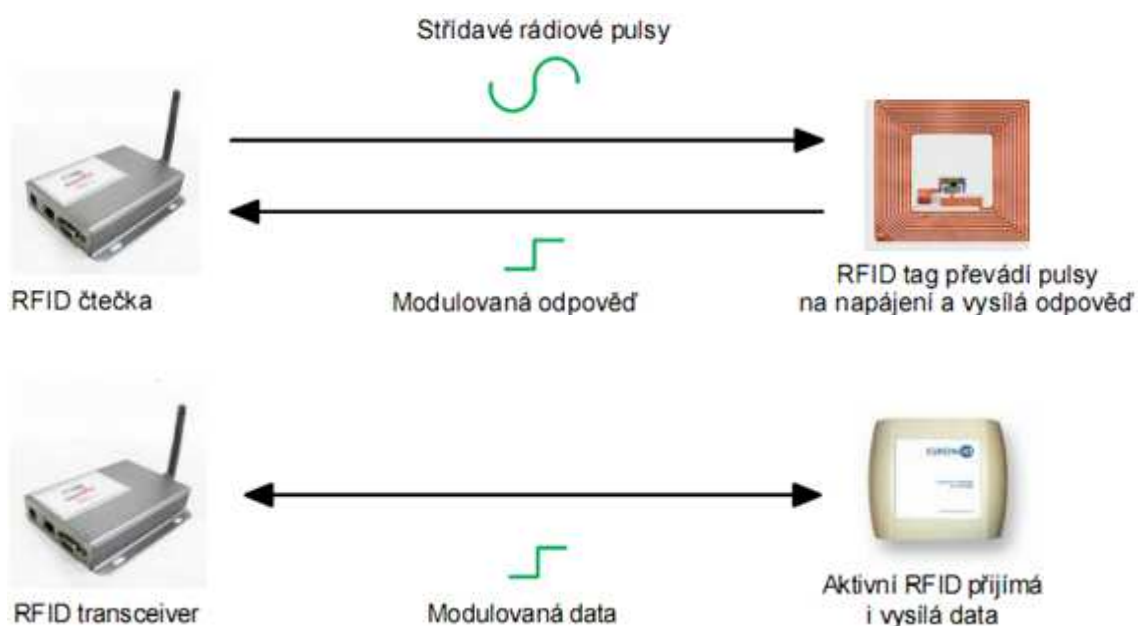 Střídavé rádiové pulsy
RFID čtečka
Modulovaná odpověď
RFID tag převádí pulsy
na napájení a vysílá odpověď
RFID transceiver
Modulovaná data
Aktivní RFID přijímá
i vysílá data